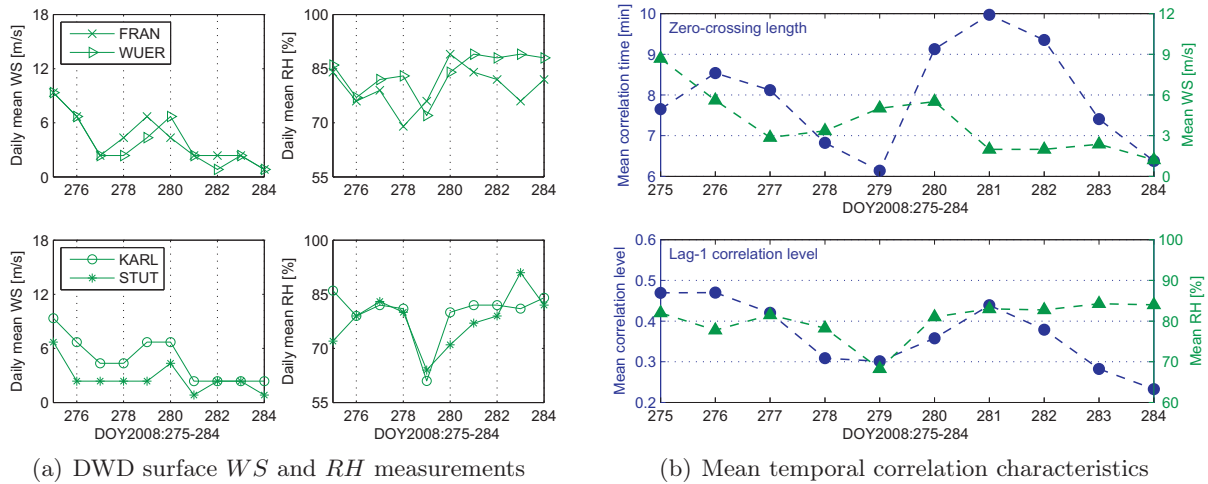 Daily mean WS [m/s]
18
12
6
0
FRAN
WUER
276 278 280 282 284
Daily mean RH [%]
100
85
70
55
276 278 280 282 284
Daily mean WS [m/s]
18
12
6
0
KARL
STUT
276 278 280 282 284
DOY2008:275-284
Daily mean RH [%]
100
85
70
55
276 278 280 282 284
DOY2008:275-284
(a) DWD surface WS and RH measurements
Mean correlation time [min]
10
9
8
7
6
Zero-crossing length
12
9
6
3
0
Mean WS [m/s]
275 276 277 278 279 280 281 282 283 284
DOY2008:275-284
Mean correlation level
0.6
0.5
0.4
0.3
0.2
Lag-1 correlation level
100
90
80
70
60
Mean RH [%]
275 276 277 278 279 280 281 282 283 284
DOY2008:275-284
(b) Mean temporal correlation characteristics